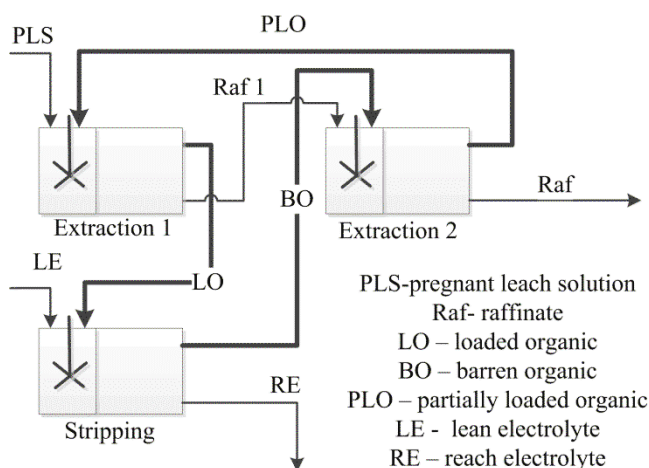 PLO
PLS
Raf 1
Extraction 1
BO
Extraction 2
Raf
LE
LO
RE
Stripping
PLS-pregnant leach solution
Raf- raffinate
LO – loaded organic
BO – barren organic
PLO – partially loaded organic
LE - lean electrolyte
RE – reach electrolyte